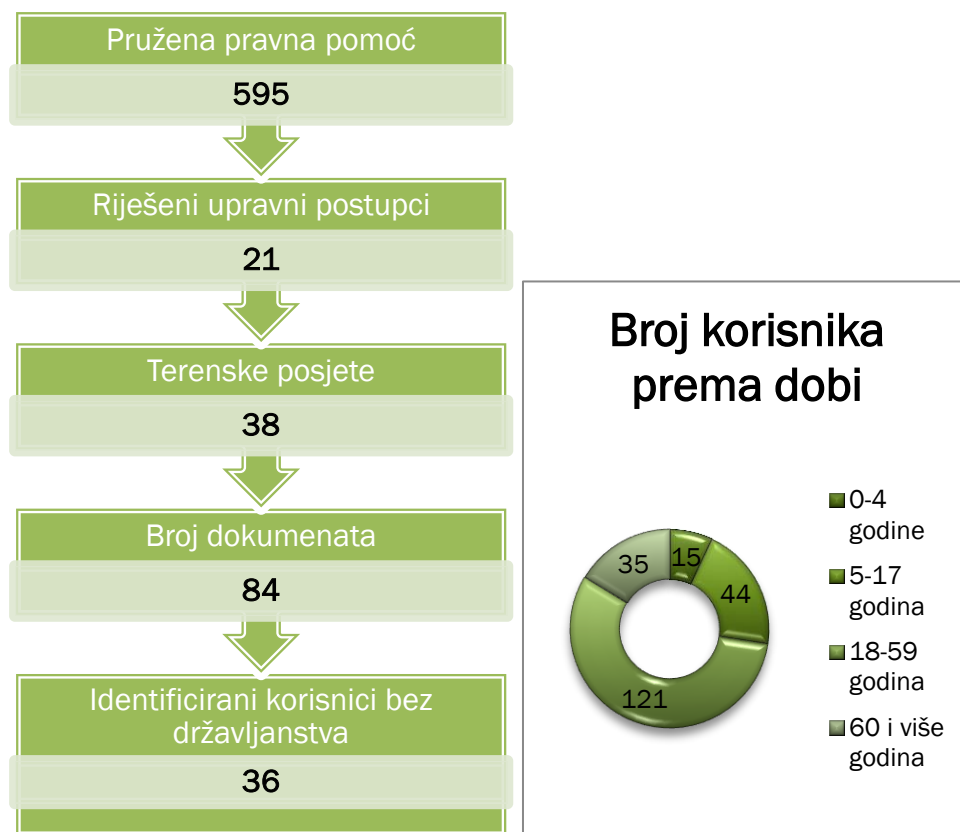 Pružena pravna pomoć
595
Riješeni upravni postupci
21
Terenske posjete
38
Broj dokumenata
84
Identificirani korisnici bez
državljanstva
36
Broj korisnika
prema dobi
15
44
121
35
0-4
godine
5-17
godina
18-59
godina
60 i više
godina